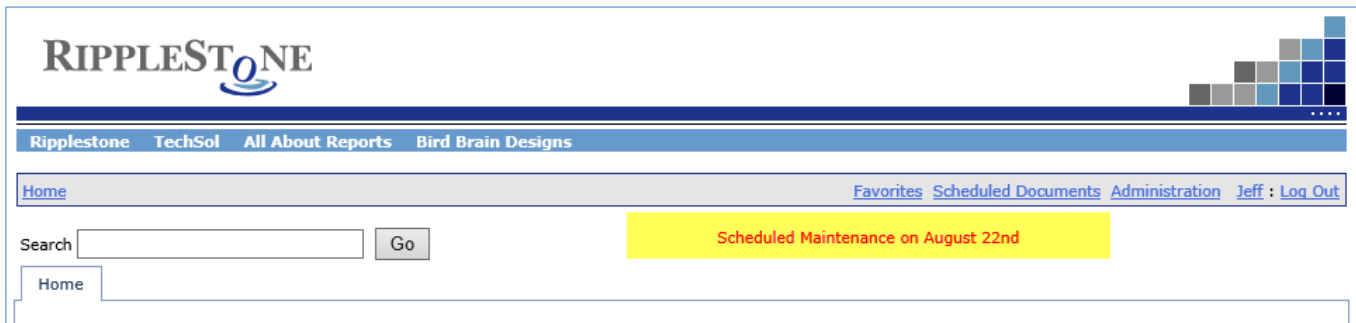 RIPPLESTONE
Ripplestone TechSol All About Reports Bird Brain Designs
Home Favorites Scheduled Documents Administration Jeff : Log Out
Search Go Scheduled Maintenance on August 22nd
Home